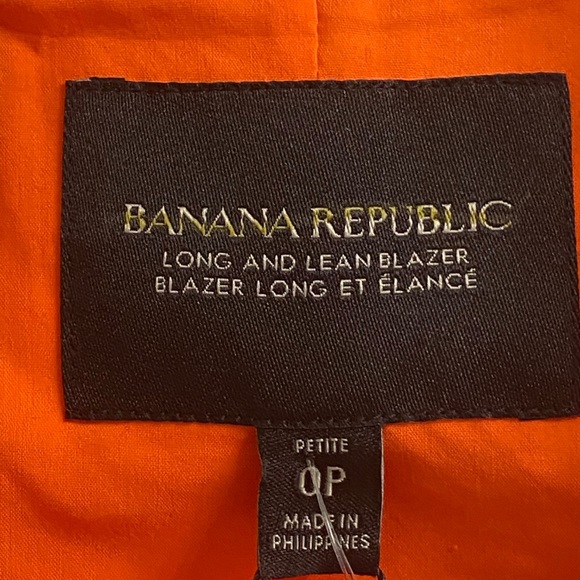 BANANA REPUBLIC
LONG AND LEAN BLAZER
BLAZER LONG ET ÉLANCÉ
PETITE
0P
MADE IN
PHILIPPINES